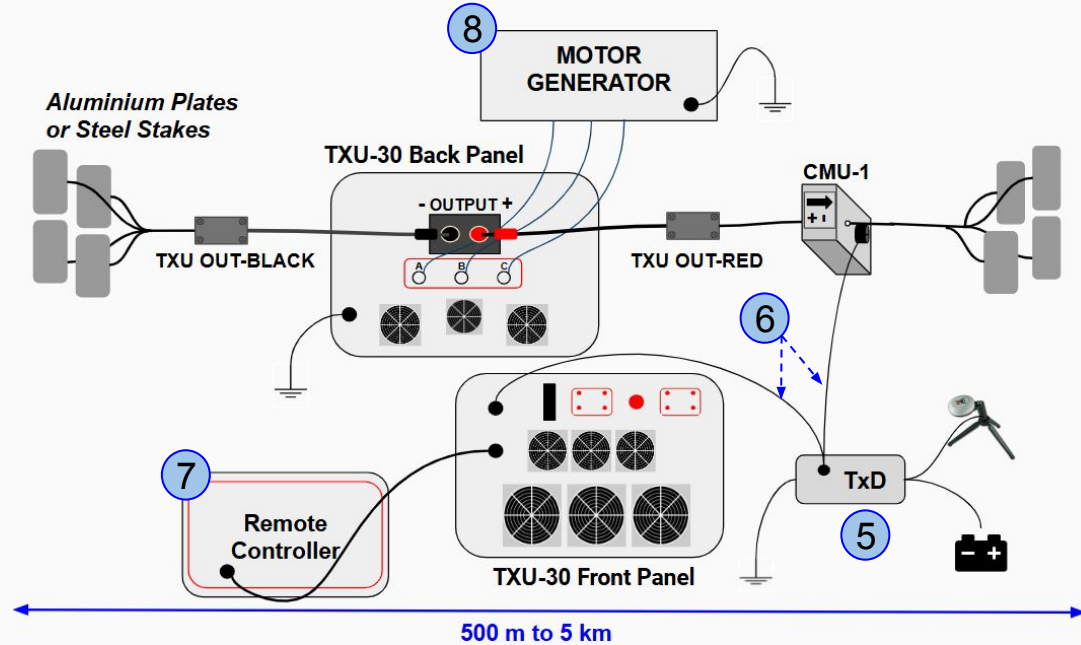 8
MOTOR
GENERATOR
Aluminium Plates
or Steel Stakes
TXU-30 Back Panel
CMU-1
- OUTPUT +
+ -
TXU OUT-BLACK
TXU OUT-RED
A B C
6
7
Remote
Controller
TxD
5
- +
TXU-30 Front Panel
500 m to 5 km